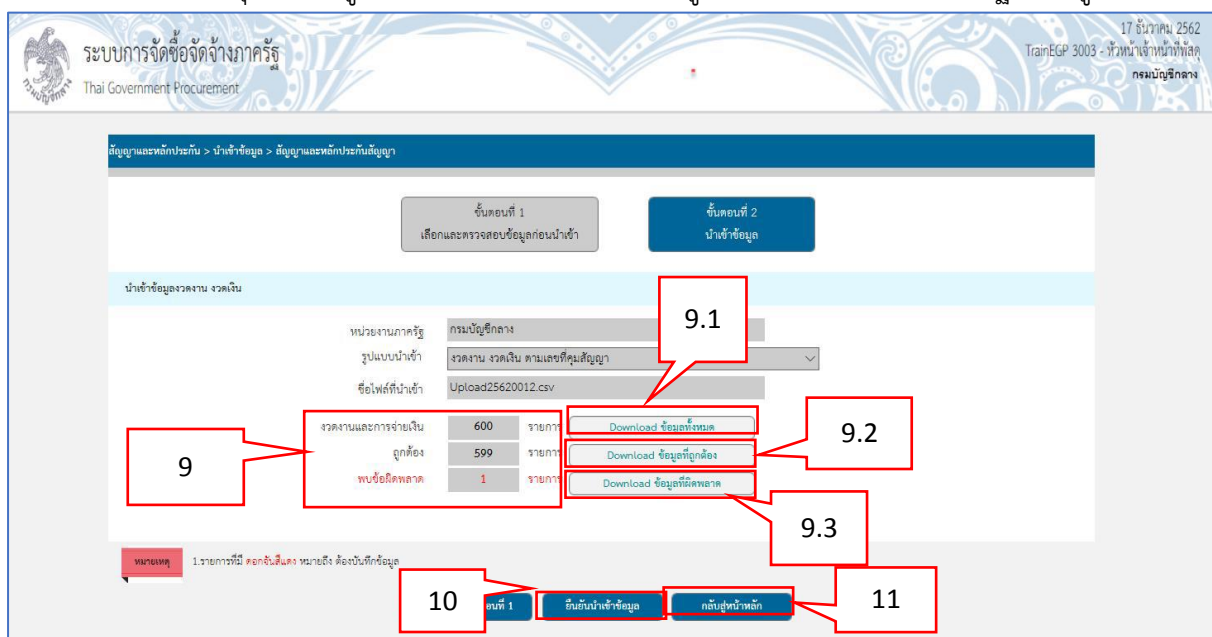 17 ธันวาคม 2562
ระบบการจัดซื้อจัดจ้างภาครัฐ
TrainEGP 3003 - หัวหน้าเจ้าหน้าที่พัสดุ
Thai Government Procurement
กรมบัญชีกลาง
สัญญาและหลักประกัน > นำเข้าข้อมูล > สัญญาและหลักประกันสัญญา
ขั้นตอนที่ 1
เลือกและตรวจสอบข้อมูลก่อนนำเข้า
ขั้นตอนที่ 2
นำเข้าข้อมูล
นำเข้าข้อมูลงวดงาน งวดเงิน
9.1
หน่วยงานภาครัฐ กรมบัญชีกลาง
รูปแบบนำเข้า งวดงาน งวดเงิน ตามเลขที่คุมสัญญา
ชื่อไฟล์ที่นำเข้า Upload25620012.csv
งวดงานและการจ่ายเงิน 600 รายการ Download ข้อมูลทั้งหมด
9.2
ถูกต้อง 599 รายการ Download ข้อมูลที่ถูกต้อง
9
พบข้อผิดพลาด 1 รายการ Download ข้อมูลที่ผิดพลาด
9.3
หมายเหตุ 1.รายการที่มี ดอกจันสีแดง หมายถึง ต้องบันทึกข้อมูล
10 อนที่ 1 ยืนยันนำเข้าข้อมูล กลับสู่หน้าหลัก 11